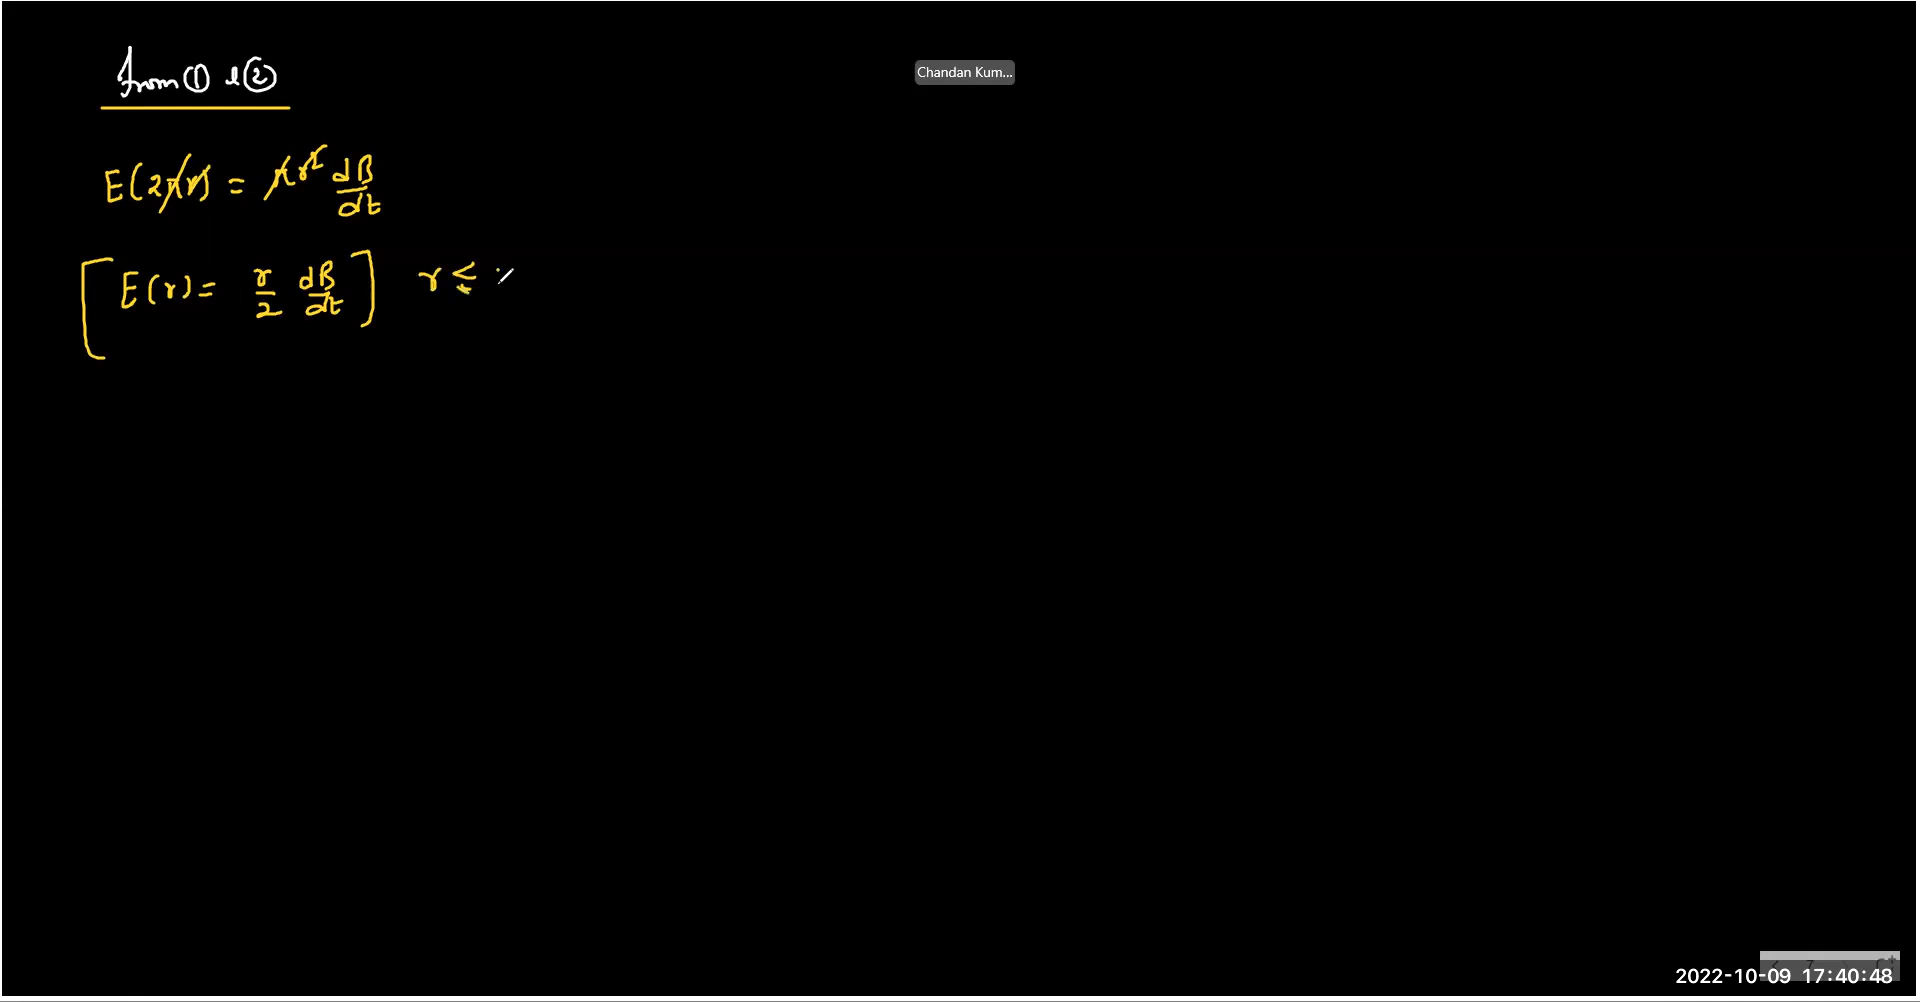 from ① & ②
Chandan Kum...
E(2πr) = πr² dB/dt
[E(r) = r/2 dB/dt] r ≤
2022-10-09 17:40:48